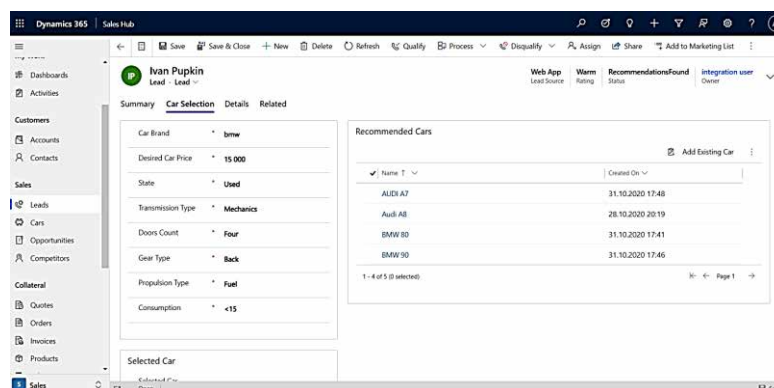 Dynamics 365 Sales Hub
Save Save & Close New Delete Refresh Qualify Process Disqualify Assign Share Add to Marketing List
Dashboards
Activities
Customers
Accounts
Contacts
Sales
Leads
Cars
Opportunities
Competitors
Collateral
Quotes
Orders
Invoices
Products
S Sales
IP Ivan Pupkin
Lead · Lead
Web App
Lead Source
Warm
Rating
RecommendationsFound
Status
integration user
Owner
Summary Car Selection Details Related
Car Brand * bmw
Desired Car Price * 15 000
State * Used
Transmission Type * Mechanics
Doors Count * Four
Gear Type * Back
Propulsion Type * Fuel
Consumption * <15
Selected Car
Selected Car
Recommended Cars
Add Existing Car
Name Created On
AUDI A7 31.10.2020 17:48
Audi A8 28.10.2020 20:19
BMW 80 31.10.2020 17:41
BMW 90 31.10.2020 17:46
1 - 4 of 5 (0 selected) Page 1